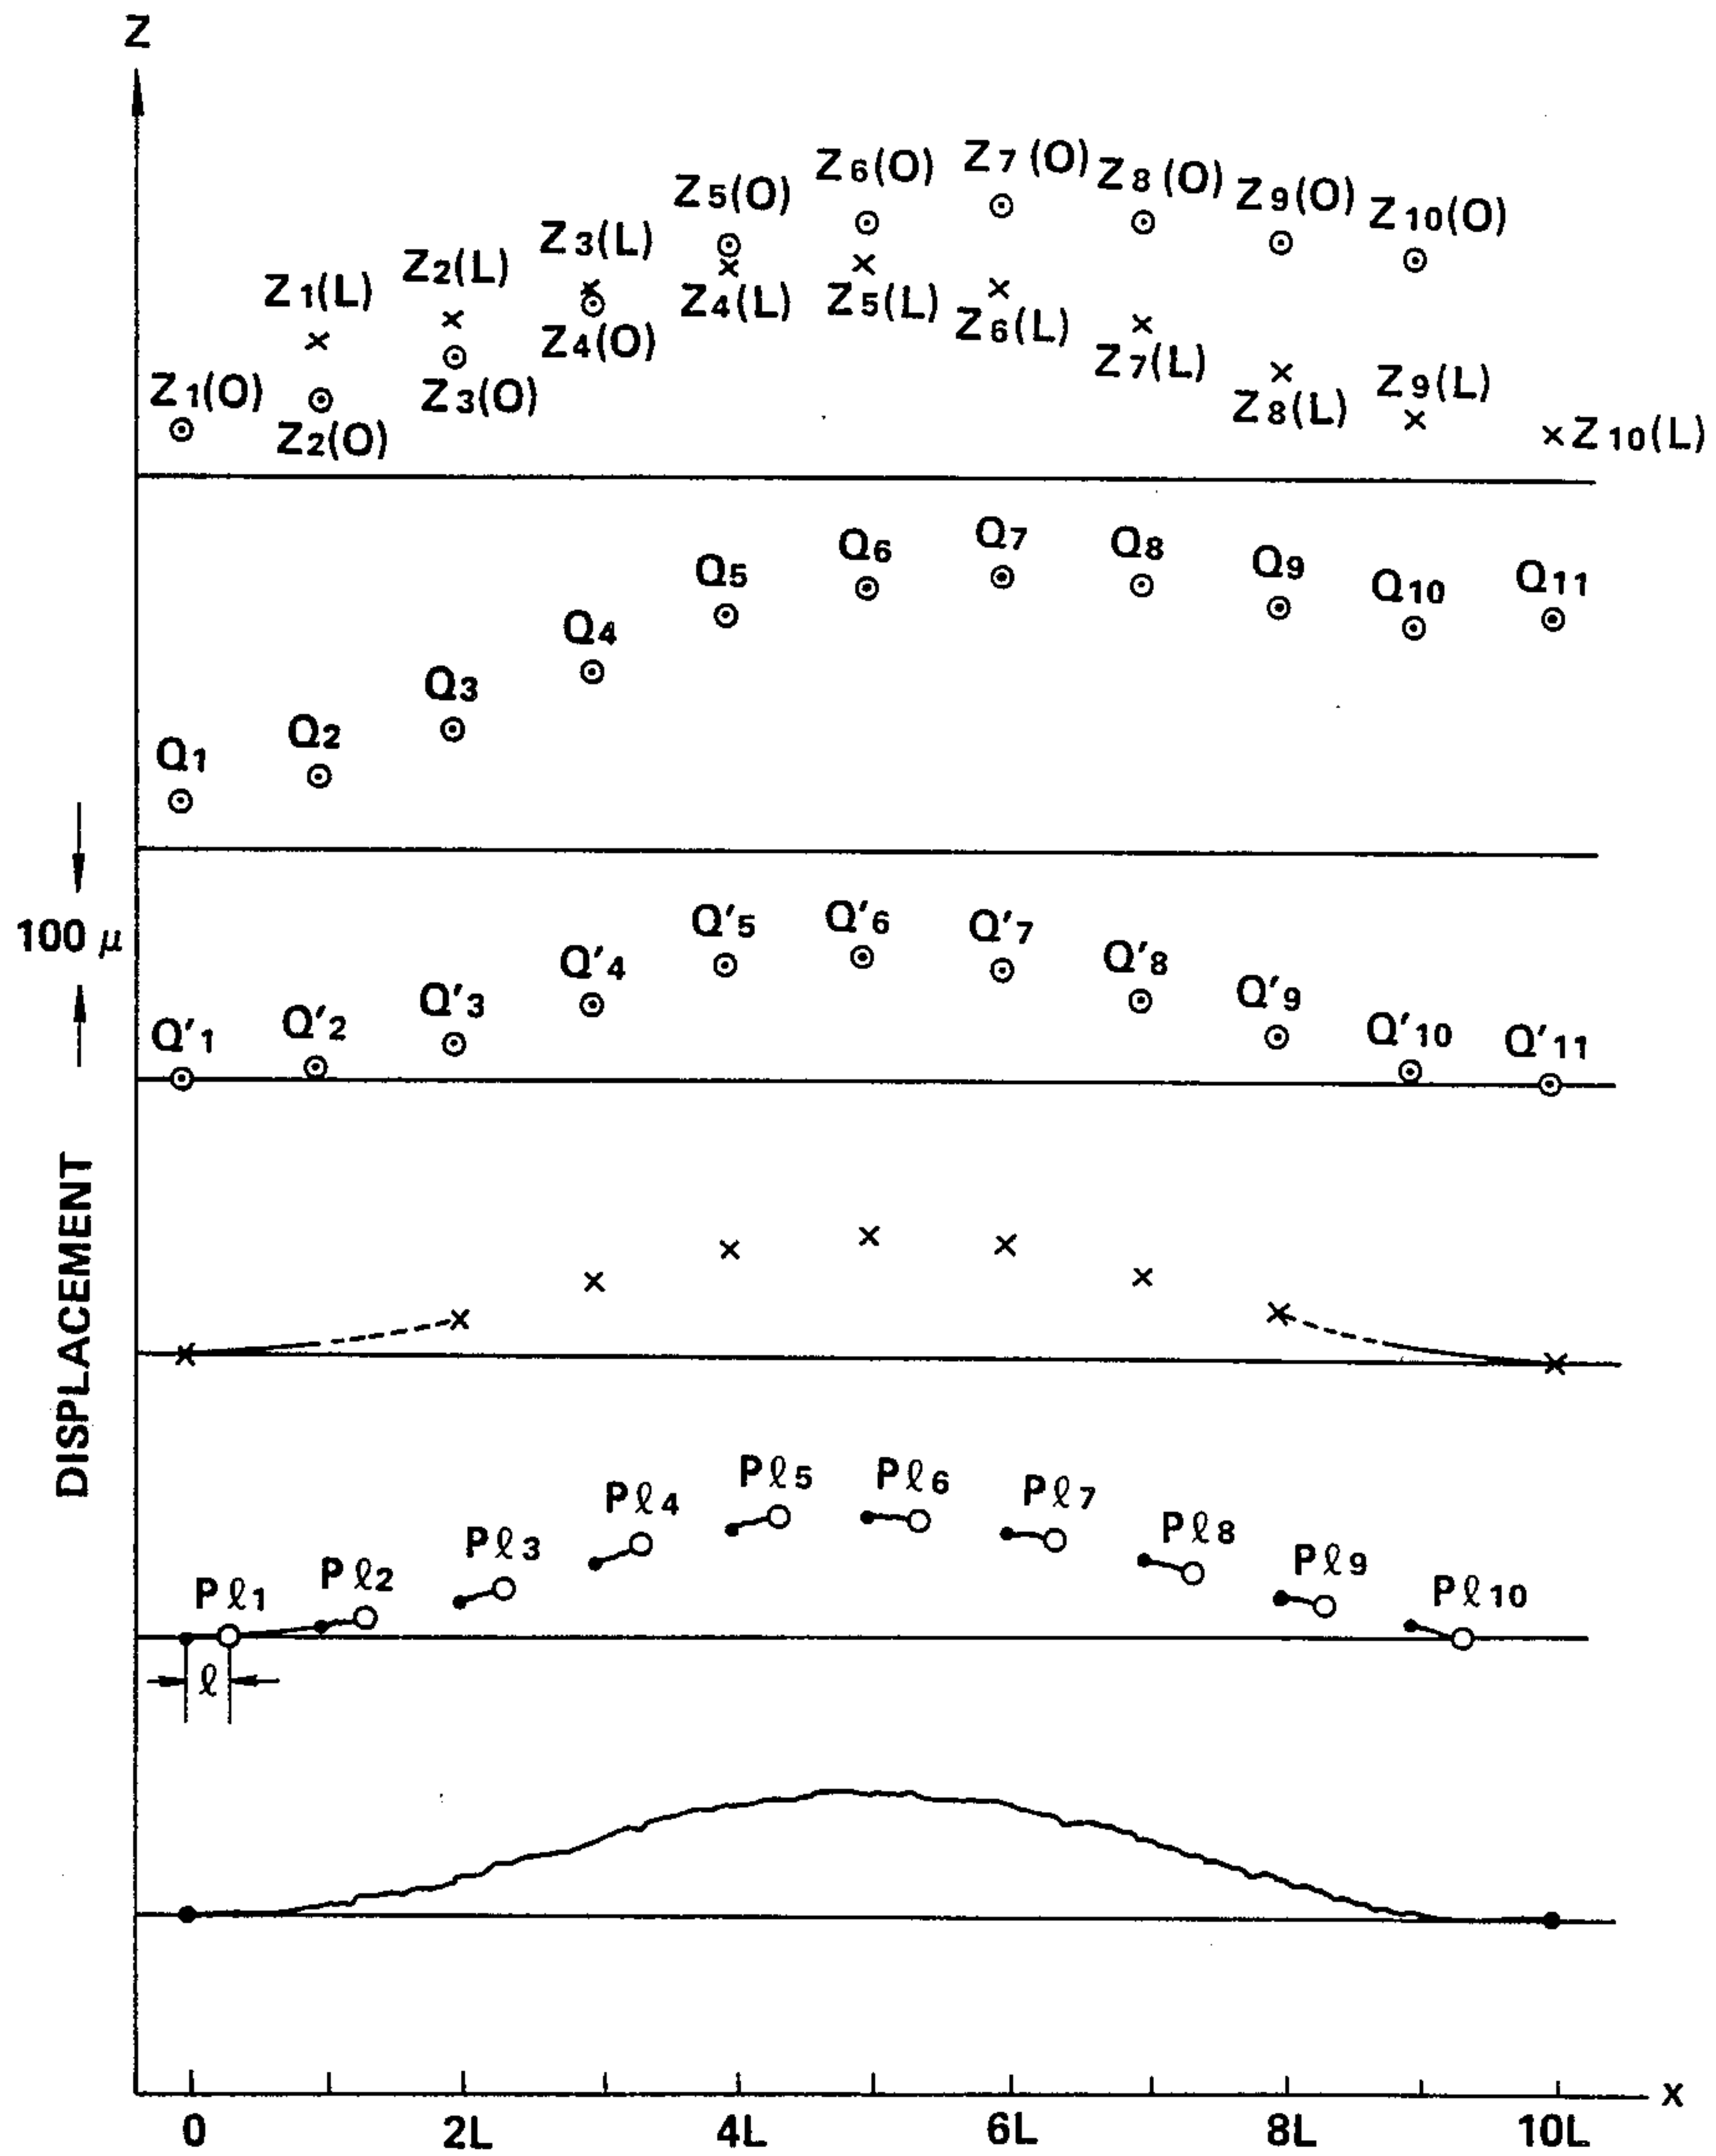 Z
Z6(O) Z7(O) Z8(O)
Z5(O) Z9(O) Z10(O)
Z3(L)
Z2(L)
Z1(L) Z4(L) Z5(L) Z6(L)
Z4(O)
Z7(L)
Z1(O) Z3(O) Z8(L) Z9(L)
Z2(O) Z10(L)
Q6 Q7 Q8
Q5 Q9 Q10 Q11
Q4
Q3
Q2
Q1
100 μ
Q'5 Q'6 Q'7
Q'4 Q'8
Q'3 Q'9
Q'1 Q'2 Q'10 Q'11
DISPLACEMENT
Pℓ5 Pℓ6 Pℓ7
Pℓ4 Pℓ8
Pℓ3 Pℓ9
Pℓ1 Pℓ2 Pℓ10
ℓ
0 2L 4L 6L 8L 10L
X